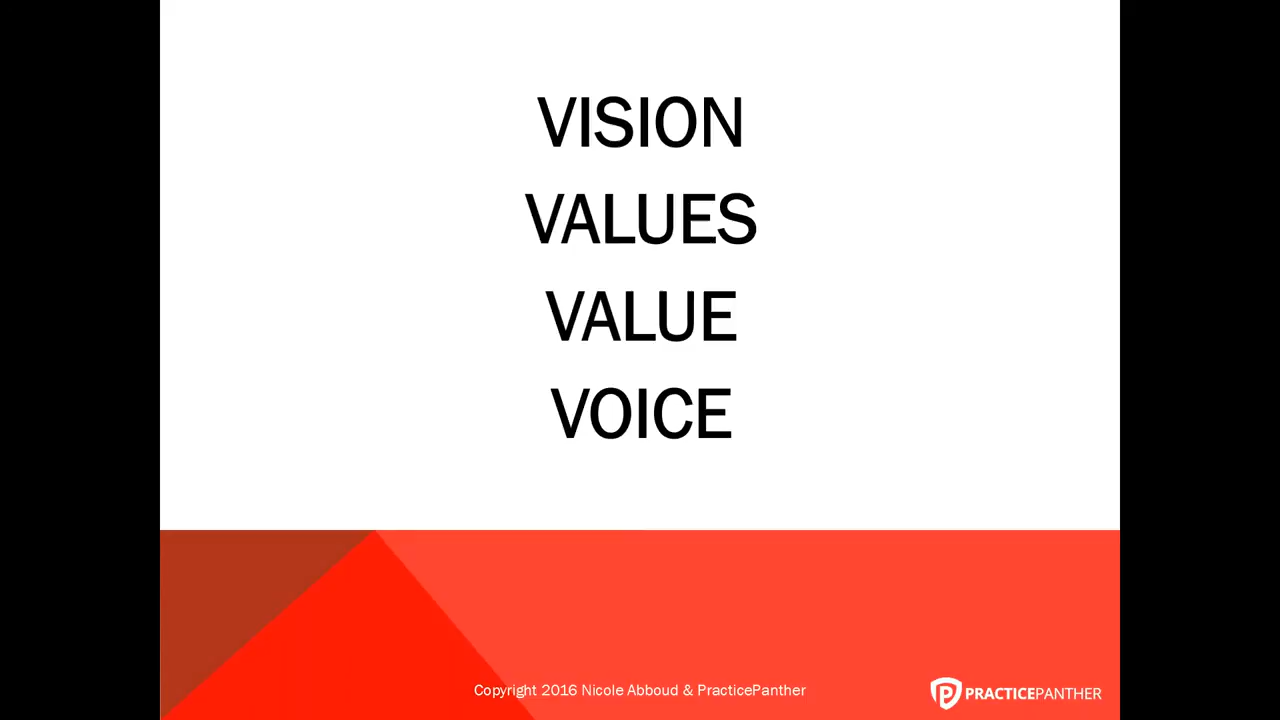 VISION
VALUES
VALUE
VOICE
Copyright 2016 Nicole Abboud & PracticePanther
PRACTICEPANTHER